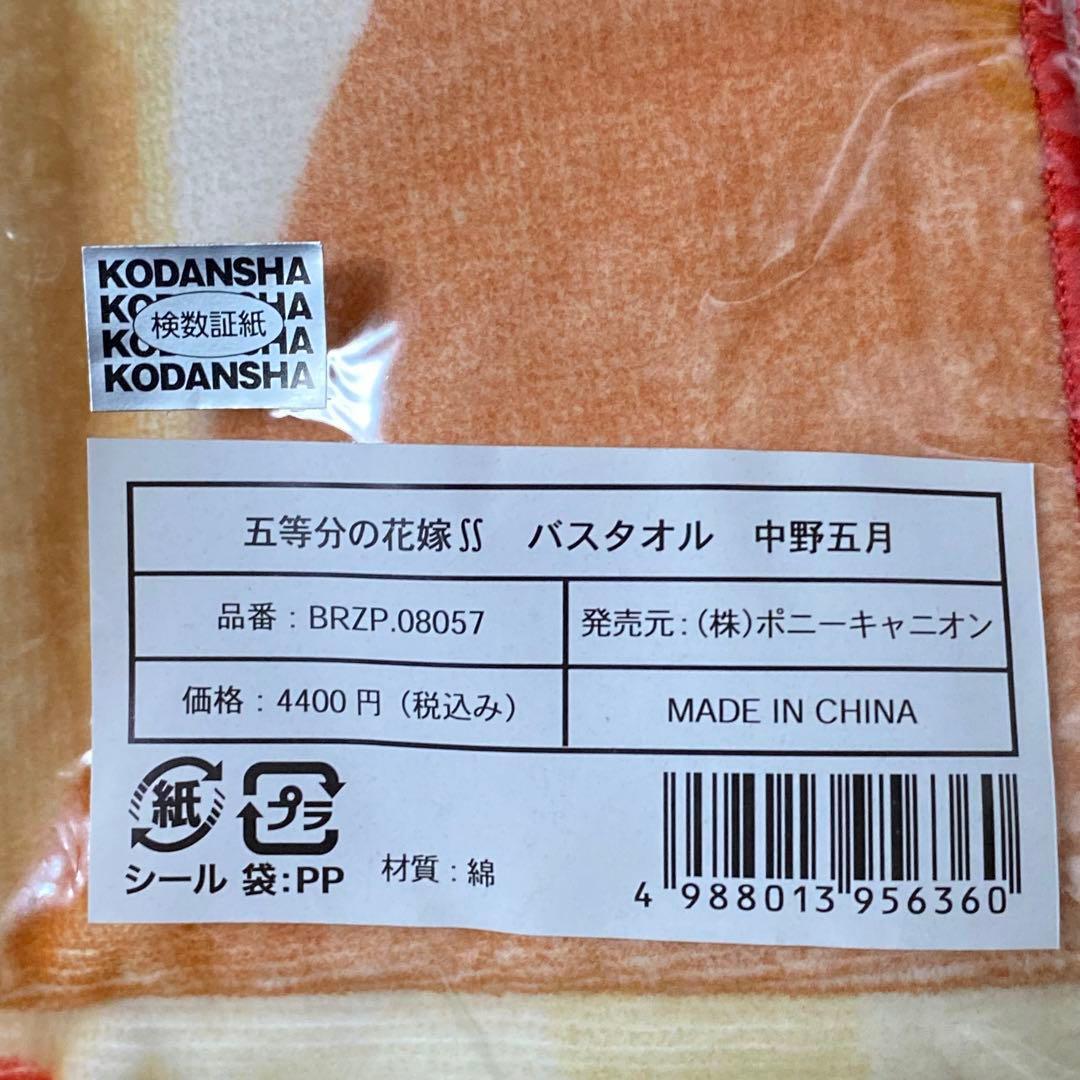 KODANSHA
KODANSHA
検数証紙
KODANSHA
KODANSHA
五等分の花嫁∬ バスタオル 中野五月
品番：BRZP.08057
発売元：(株)ポニーキャニオン
価格：4400円（税込み）
MADE IN CHINA
紙
プラ
シール 袋：PP
材質：綿
4 988013 956360